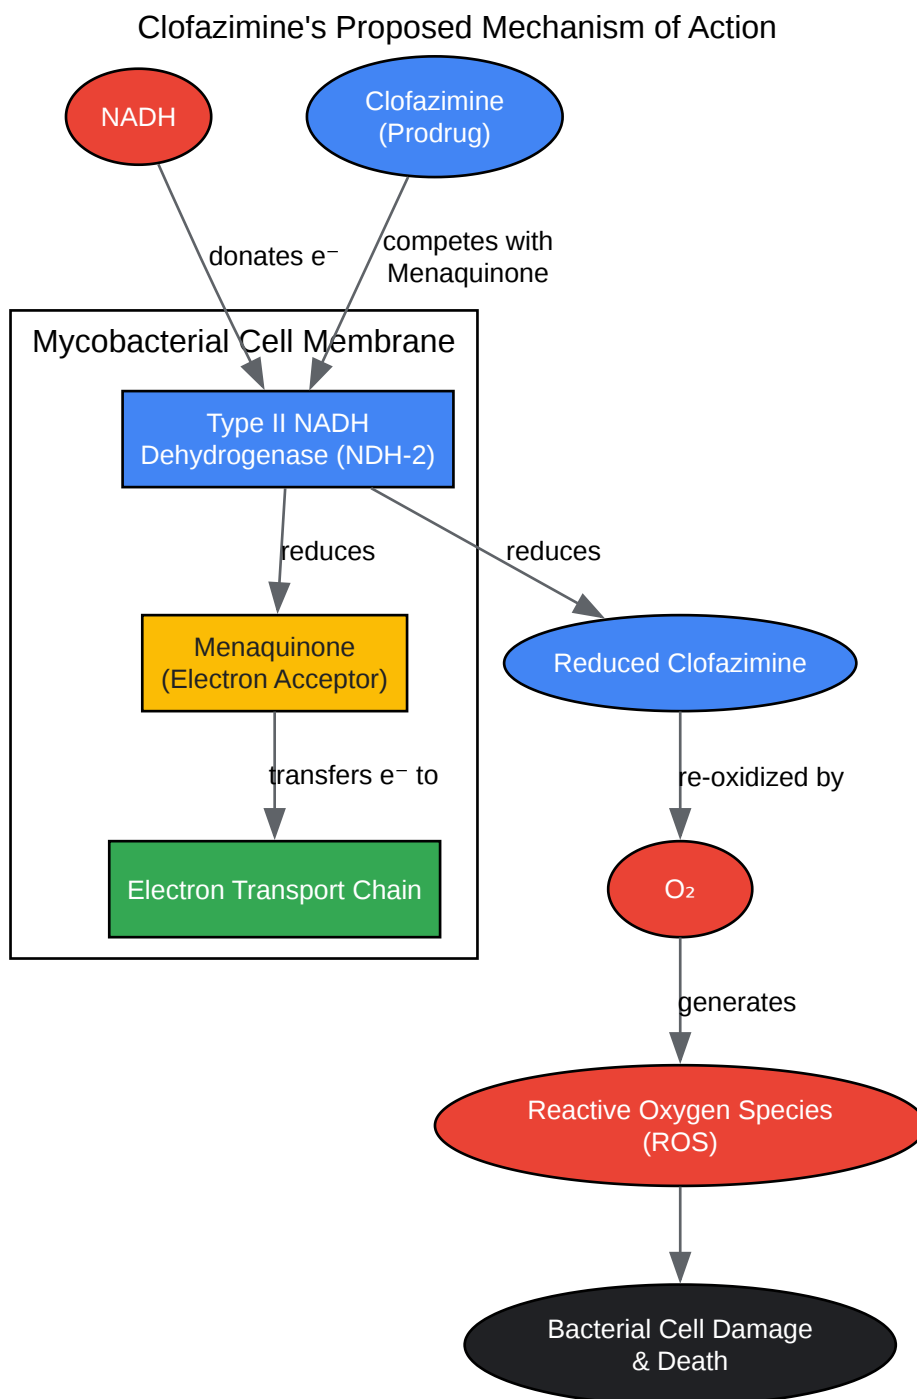 Clofazimine's Proposed Mechanism of Action
NADH
Clofazimine
(Prodrug)
donates e⁻
competes with
Menaquinone
Mycobacterial Cell Membrane
Type II NADH
Dehydrogenase (NDH-2)
reduces
reduces
Menaquinone
(Electron Acceptor)
Reduced Clofazimine
transfers e⁻ to
re-oxidized by
Electron Transport Chain
O₂
generates
Reactive Oxygen Species
(ROS)
Bacterial Cell Damage
& Death